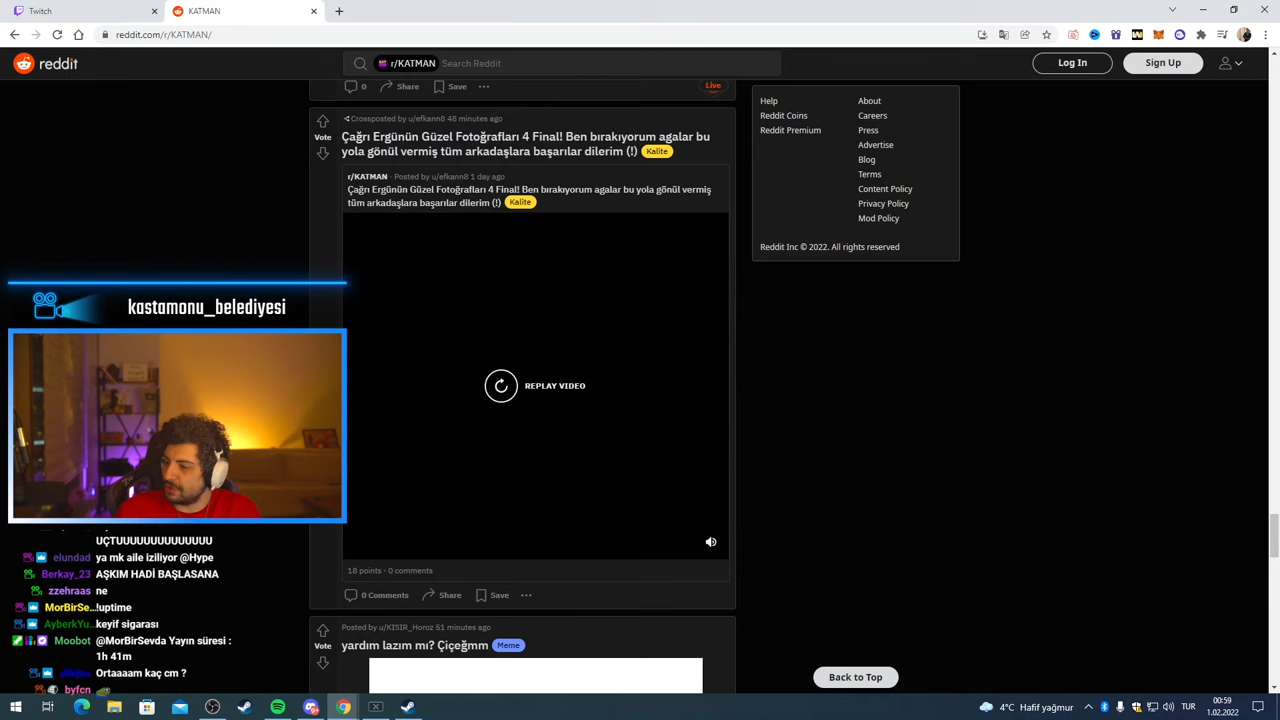 Twitch
KATMAN
reddit.com/r/KATMAN/
reddit
r/KATMAN
Search Reddit
Log In
Sign Up
0
Share
Save
Live
Crossposted by u/efkann8 48 minutes ago
Vote
Çağrı Ergünün Güzel Fotoğrafları 4 Final! Ben bırakıyorum agalar bu
yola gönül vermiş tüm arkadaşlara başarılar dilerim (!) Kalite
r/KATMAN · Posted by u/efkann8 1 day ago
Çağrı Ergünün Güzel Fotoğrafları 4 Final! Ben bırakıyorum agalar bu yola gönül vermiş
tüm arkadaşlara başarılar dilerim (!) Kalite
REPLAY VIDEO
18 points · 0 comments
0 Comments
Share
Save
Posted by u/KISIR_Horoz 51 minutes ago
Vote
yardım lazım mı? Çiçeğmm Meme
Help
Reddit Coins
Reddit Premium
About
Careers
Press
Advertise
Blog
Terms
Content Policy
Privacy Policy
Mod Policy
Reddit Inc © 2022. All rights reserved
Back to Top
kastamonu_belediyesi
UÇTUUUUUUUUUUUUUU
elundad ya mk aile iziliyor @Hype
Berkay_23 AŞKIM HADİ BAŞLASANA
zzehraas ne
MorBirSe... !uptime
AyberkYu... keyif sigarası
Moobot @MorBirSevda Yayın süresi :
1h 41m
Ortaaaam kaç cm ?
byfcn
4°C Hafif yağmur
TUR
00:59
1.02.2022